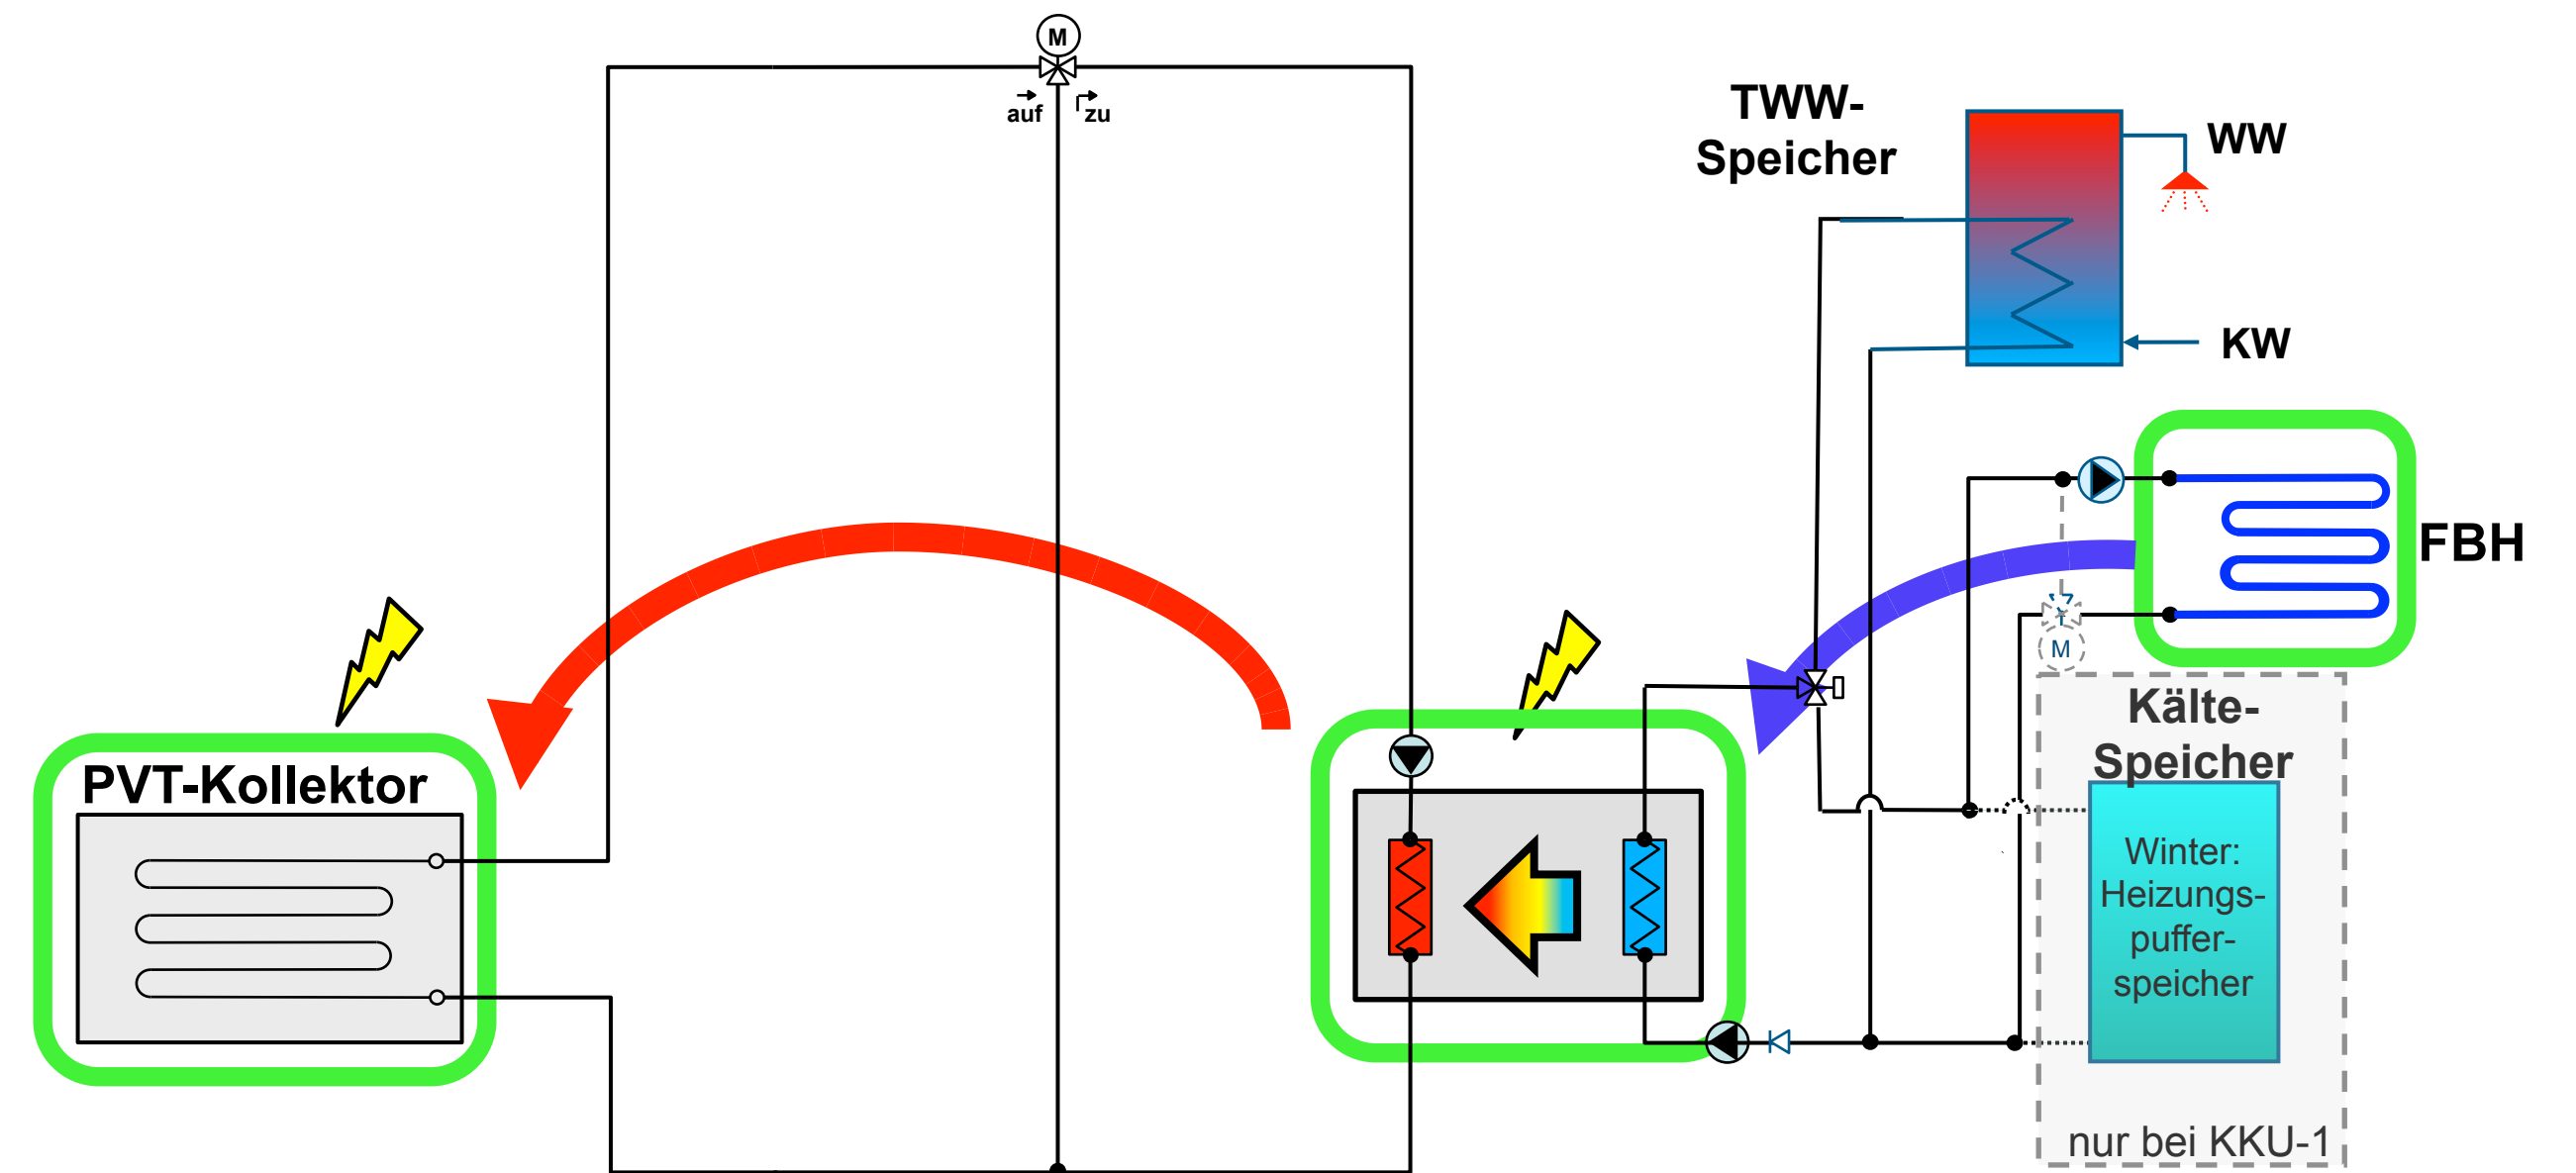 M
auf
zu
TWW-
Speicher
WW
KW
FBH
M
PVT-Kollektor
Kälte-
Speicher
Winter:
Heizungs-
puffer-
speicher
nur bei KKU-1